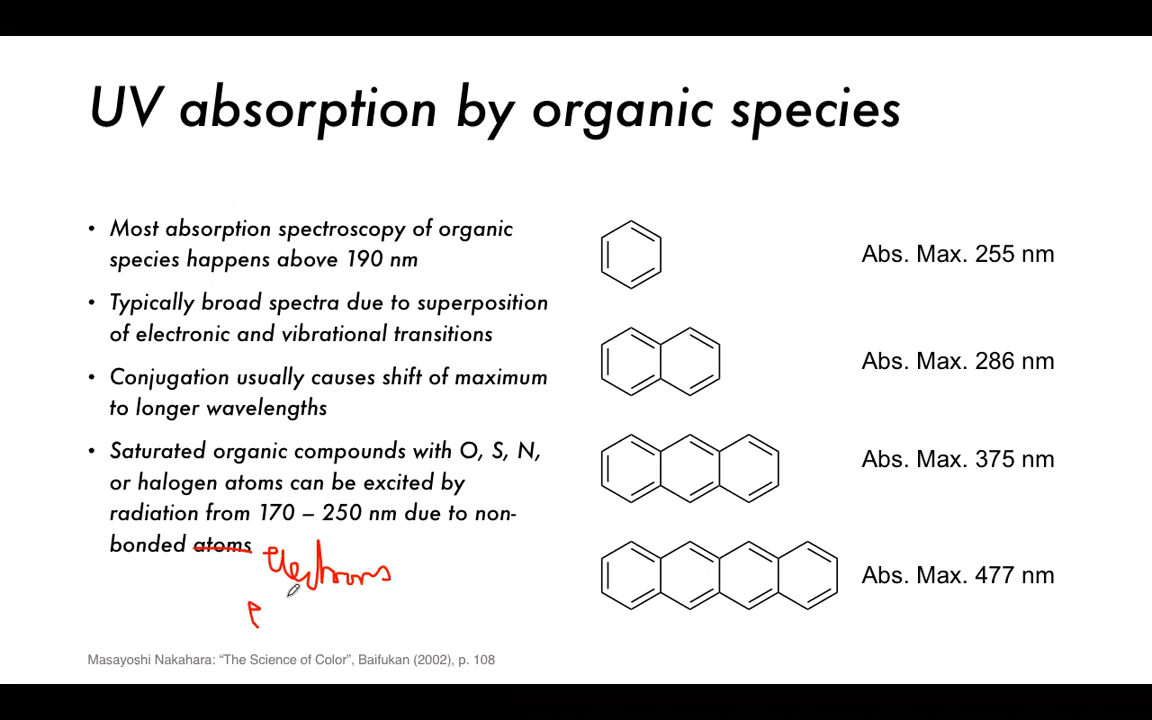 UV absorption by organic species
• Most absorption spectroscopy of organic
species happens above 190 nm
• Typically broad spectra due to superposition
of electronic and vibrational transitions
• Conjugation usually causes shift of maximum
to longer wavelengths
• Saturated organic compounds with O, S, N,
or halogen atoms can be excited by
radiation from 170 – 250 nm due to non-
bonded atoms electrons
Abs. Max. 255 nm
Abs. Max. 286 nm
Abs. Max. 375 nm
Abs. Max. 477 nm
Masayoshi Nakahara: “The Science of Color”, Baifukan (2002), p. 108